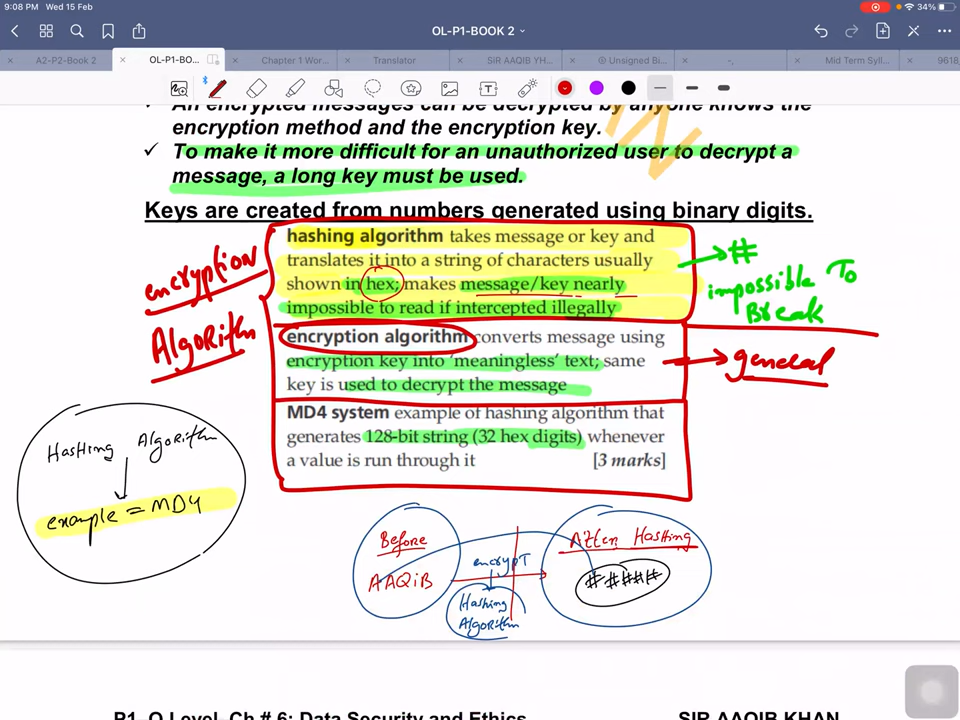 9:08 PM Wed 15 Feb
34%
OL-P1-BOOK 2
A2-P2-Book 2
OL-P1-BO...
Chapter 1 Wor...
Translator
SIR AAQIB YH...
Unsigned Bi...
Mid Term Syll...
9618
An encrypted messages can be decrypted by anyone knows the
encryption method and the encryption key.
✓ To make it more difficult for an unauthorized user to decrypt a
message, a long key must be used.
Keys are created from numbers generated using binary digits.
hashing algorithm takes message or key and
translates it into a string of characters usually
shown in hex; makes message/key nearly
impossible to read if intercepted illegally
encryption algorithm converts message using
encryption key into 'meaningless' text; same
key is used to decrypt the message
MD4 system example of hashing algorithm that
generates 128-bit string (32 hex digits) whenever
a value is run through it [3 marks]
encryption
Algorithm
#
impossible To
Break
general
Hashing Algorithm
example = MD4
Before
AAQiB
encrypT
Hashing
Algorithm
After Hashing
#####
P1-O Level- Ch # 6: Data Security and Ethics SIR AAQIB KHAN